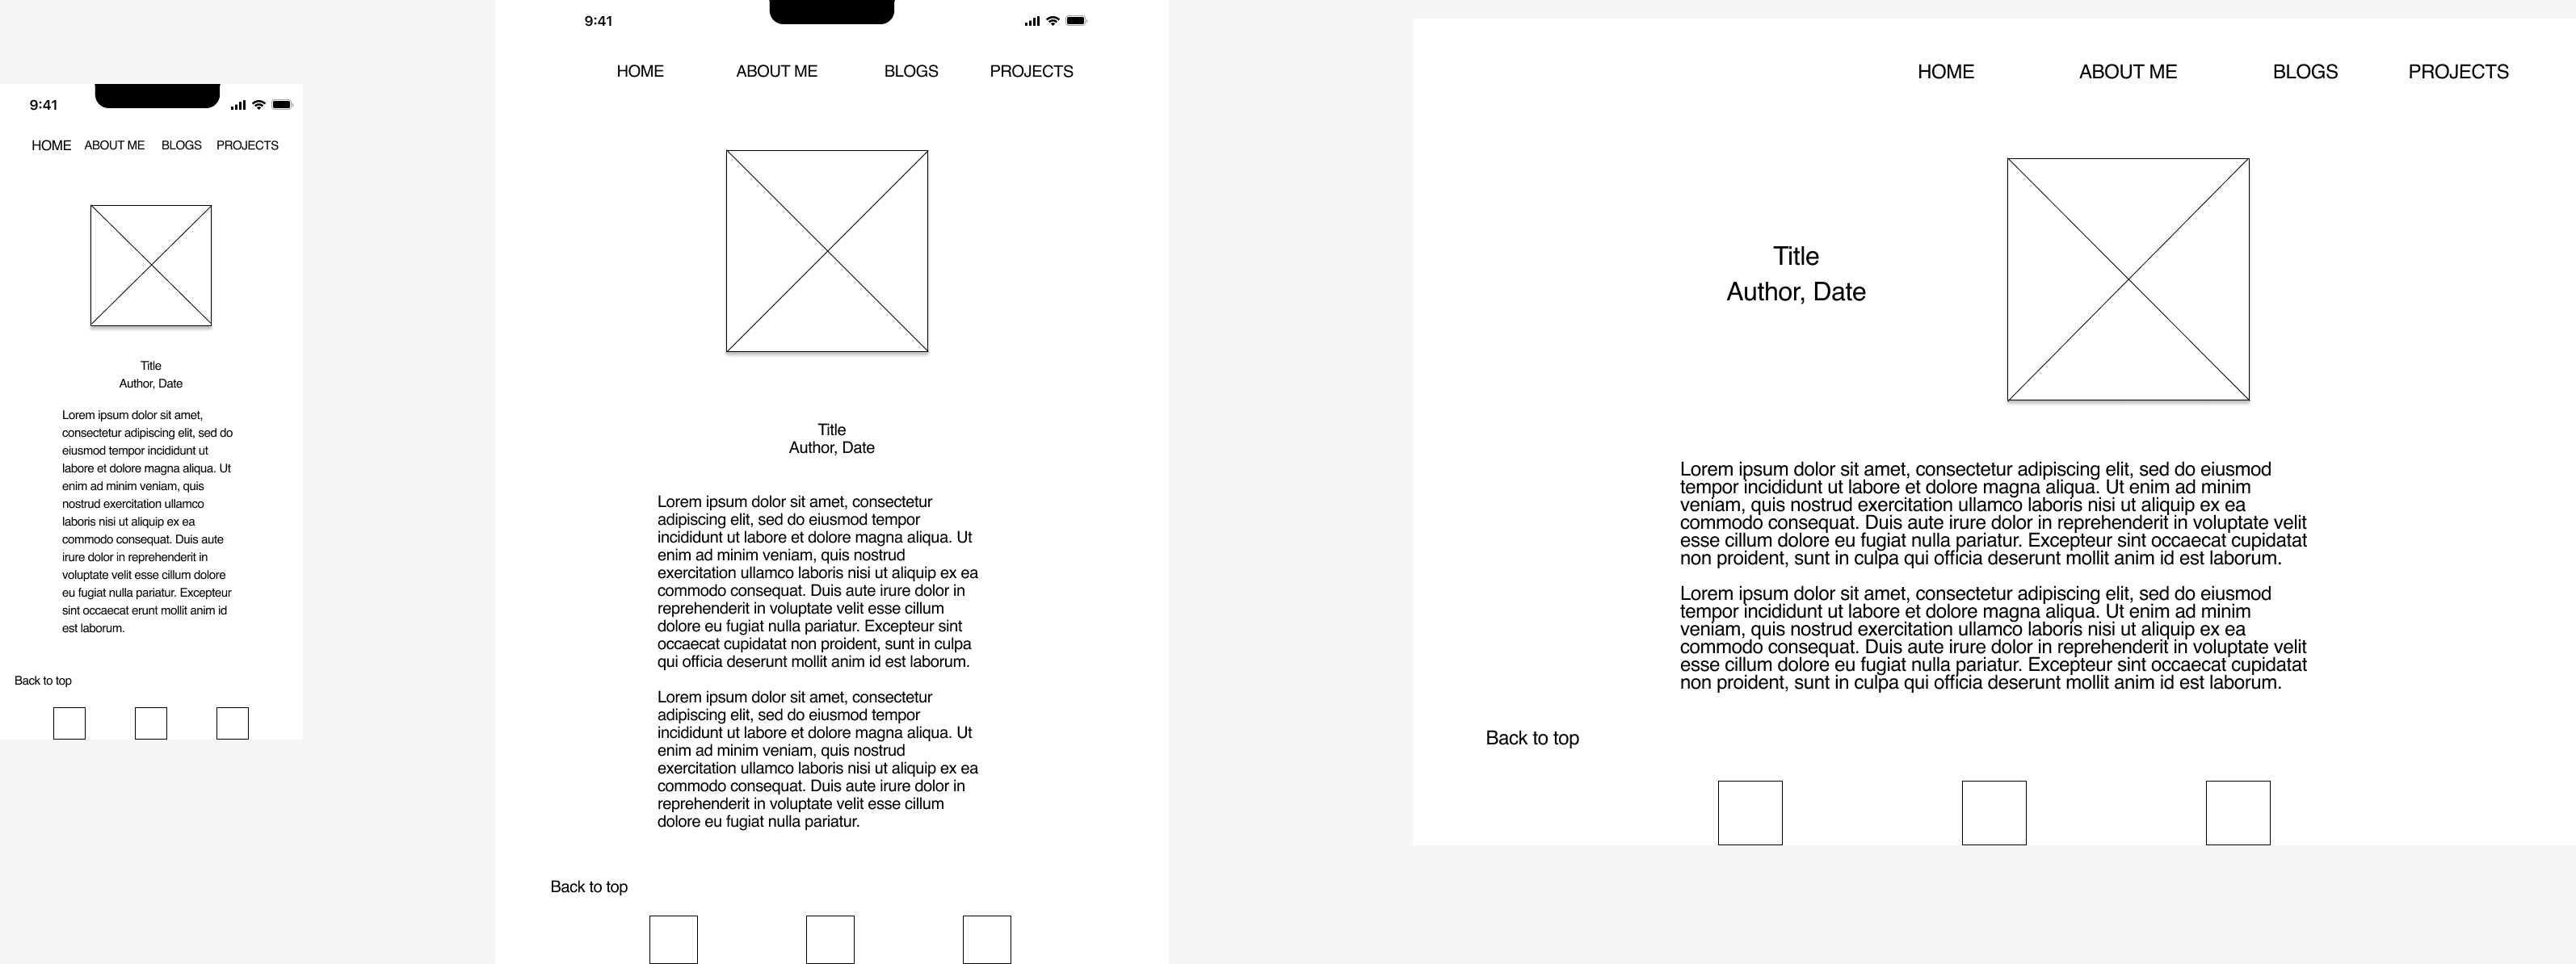 9:41
HOME ABOUT ME BLOGS PROJECTS
Title
Author, Date
Lorem ipsum dolor sit amet,
consectetur adipiscing elit, sed do
eiusmod tempor incididunt ut
labore et dolore magna aliqua. Ut
enim ad minim veniam, quis
nostrud exercitation ullamco
laboris nisi ut aliquip ex ea
commodo consequat. Duis aute
irure dolor in reprehenderit in
voluptate velit esse cillum dolore
eu fugiat nulla pariatur. Excepteur
sint occaecat erunt mollit anim id
est laborum.
Back to top
9:41
HOME ABOUT ME BLOGS PROJECTS
Title
Author, Date
Lorem ipsum dolor sit amet, consectetur
adipiscing elit, sed do eiusmod tempor
incididunt ut labore et dolore magna aliqua. Ut
enim ad minim veniam, quis nostrud
exercitation ullamco laboris nisi ut aliquip ex ea
commodo consequat. Duis aute irure dolor in
reprehenderit in voluptate velit esse cillum
dolore eu fugiat nulla pariatur. Excepteur sint
occaecat cupidatat non proident, sunt in culpa
qui officia deserunt mollit anim id est laborum.
Lorem ipsum dolor sit amet, consectetur
adipiscing elit, sed do eiusmod tempor
incididunt ut labore et dolore magna aliqua. Ut
enim ad minim veniam, quis nostrud
exercitation ullamco laboris nisi ut aliquip ex ea
commodo consequat. Duis aute irure dolor in
reprehenderit in voluptate velit esse cillum
dolore eu fugiat nulla pariatur.
Back to top
HOME ABOUT ME BLOGS PROJECTS
Title
Author, Date
Lorem ipsum dolor sit amet, consectetur adipiscing elit, sed do eiusmod
tempor incididunt ut labore et dolore magna aliqua. Ut enim ad minim
veniam, quis nostrud exercitation ullamco laboris nisi ut aliquip ex ea
commodo consequat. Duis aute irure dolor in reprehenderit in voluptate velit
esse cillum dolore eu fugiat nulla pariatur. Excepteur sint occaecat cupidatat
non proident, sunt in culpa qui officia deserunt mollit anim id est laborum.
Lorem ipsum dolor sit amet, consectetur adipiscing elit, sed do eiusmod
tempor incididunt ut labore et dolore magna aliqua. Ut enim ad minim
veniam, quis nostrud exercitation ullamco laboris nisi ut aliquip ex ea
commodo consequat. Duis aute irure dolor in reprehenderit in voluptate velit
esse cillum dolore eu fugiat nulla pariatur. Excepteur sint occaecat cupidatat
non proident, sunt in culpa qui officia deserunt mollit anim id est laborum.
Back to top